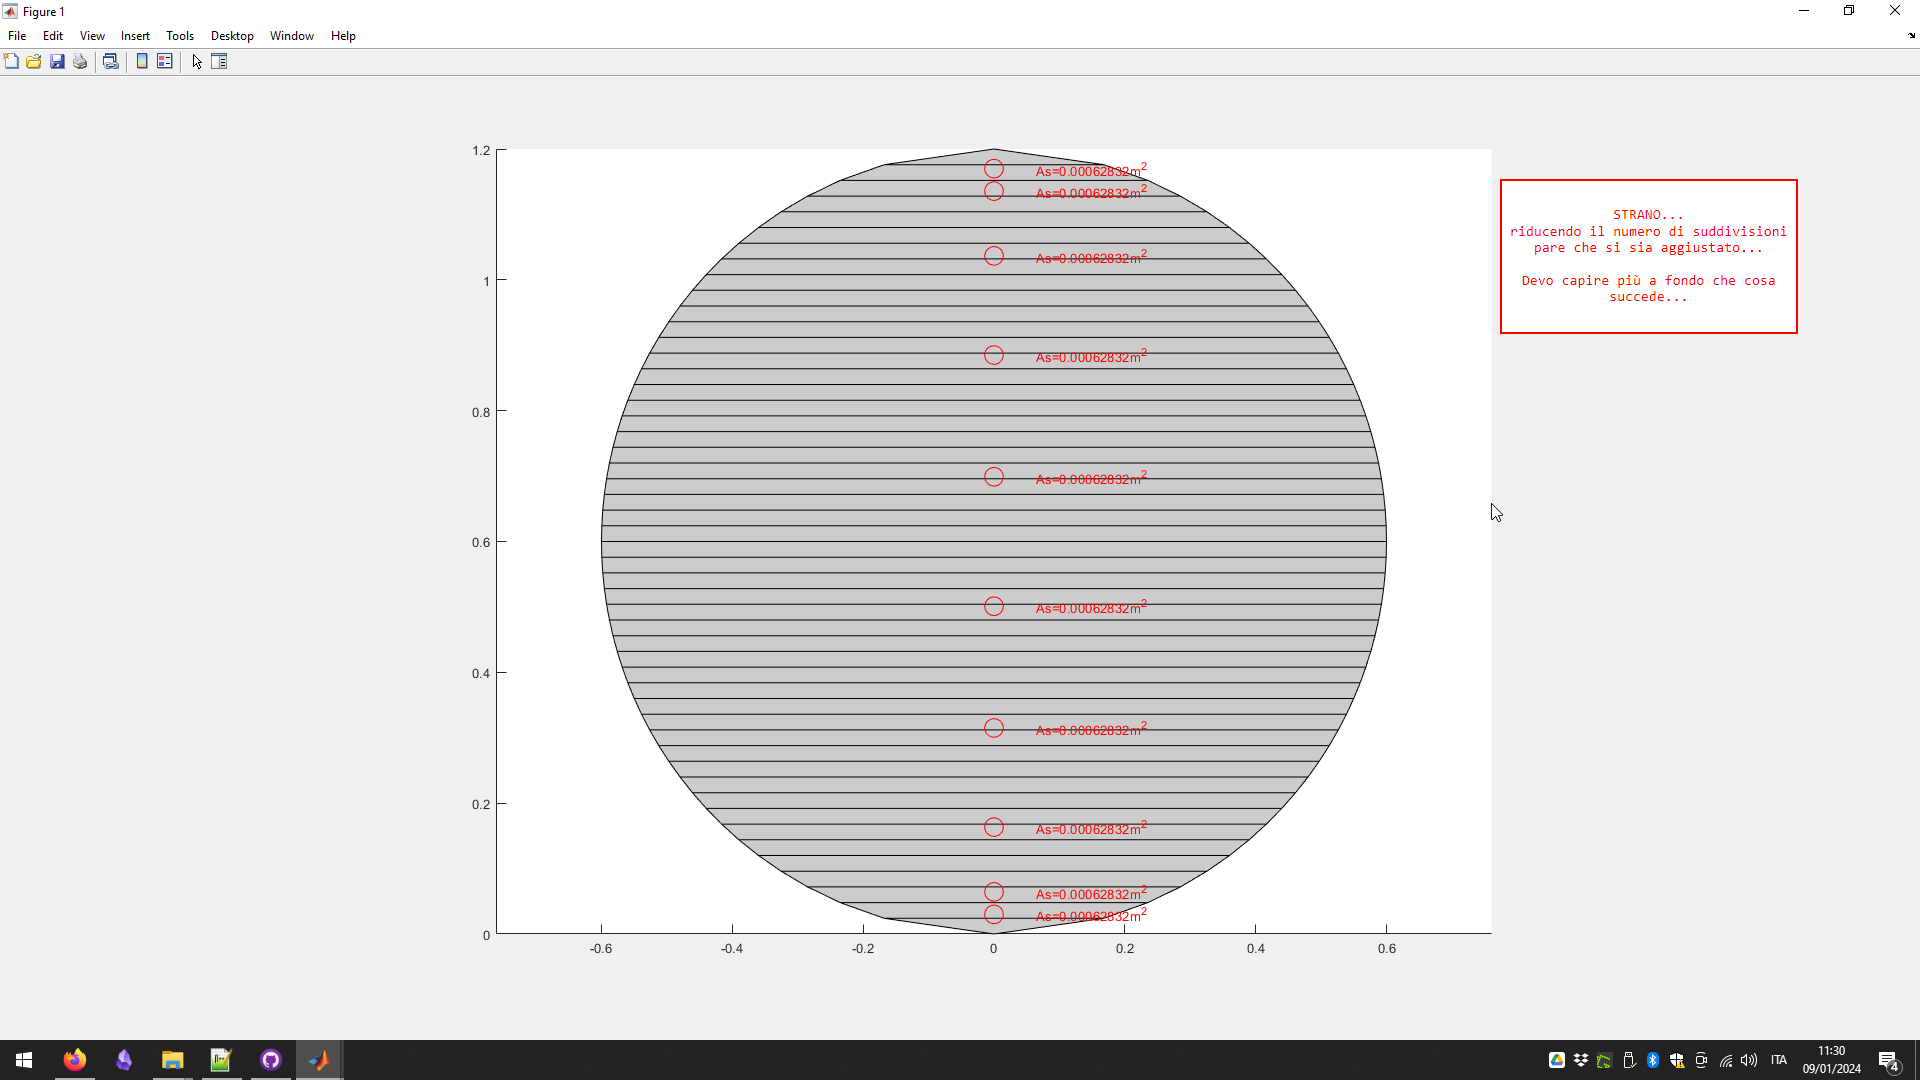 Figure 1
File Edit View Insert Tools Desktop Window Help
1.2
1
0.8
0.6
0.4
0.2
0
-0.6 -0.4 -0.2 0 0.2 0.4 0.6
As=0.00062832m²
As=0.00062832m²
As=0.00062832m²
As=0.00062832m²
As=0.00062832m²
As=0.00062832m²
As=0.00062832m²
As=0.00062832m²
As=0.00062832m²
As=0.00062832m²
STRANO...
riducendo il numero di suddivisioni
pare che si sia aggiustato...
Devo capire più a fondo che cosa
succede...
ITA
11:30
09/01/2024
4